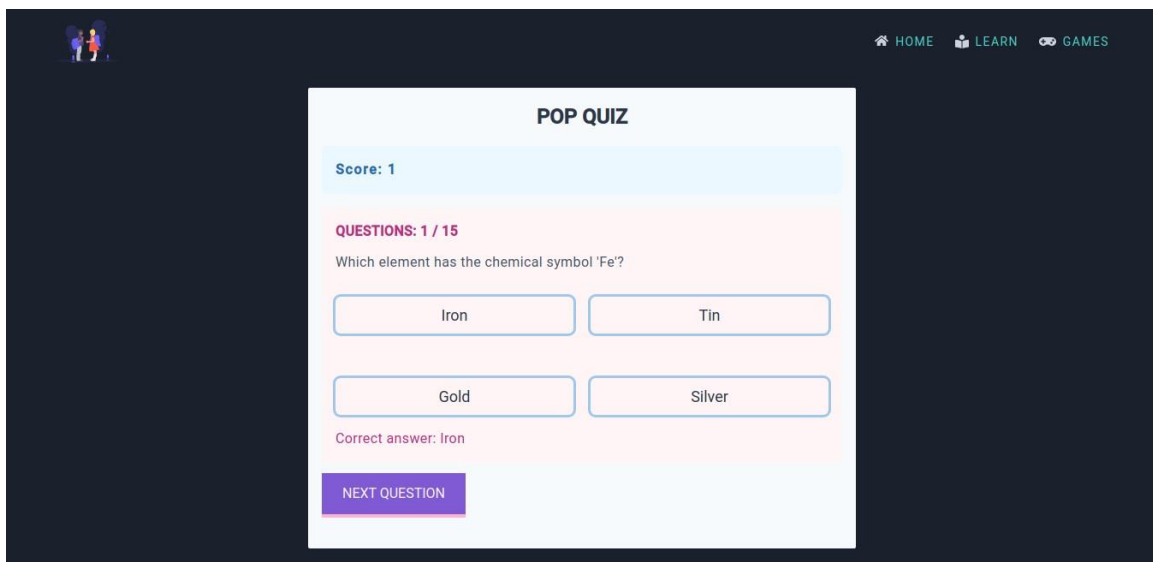 HOME LEARN GAMES
POP QUIZ
Score: 1
QUESTIONS: 1 / 15
Which element has the chemical symbol 'Fe'?
Iron Tin
Gold Silver
Correct answer: Iron
NEXT QUESTION